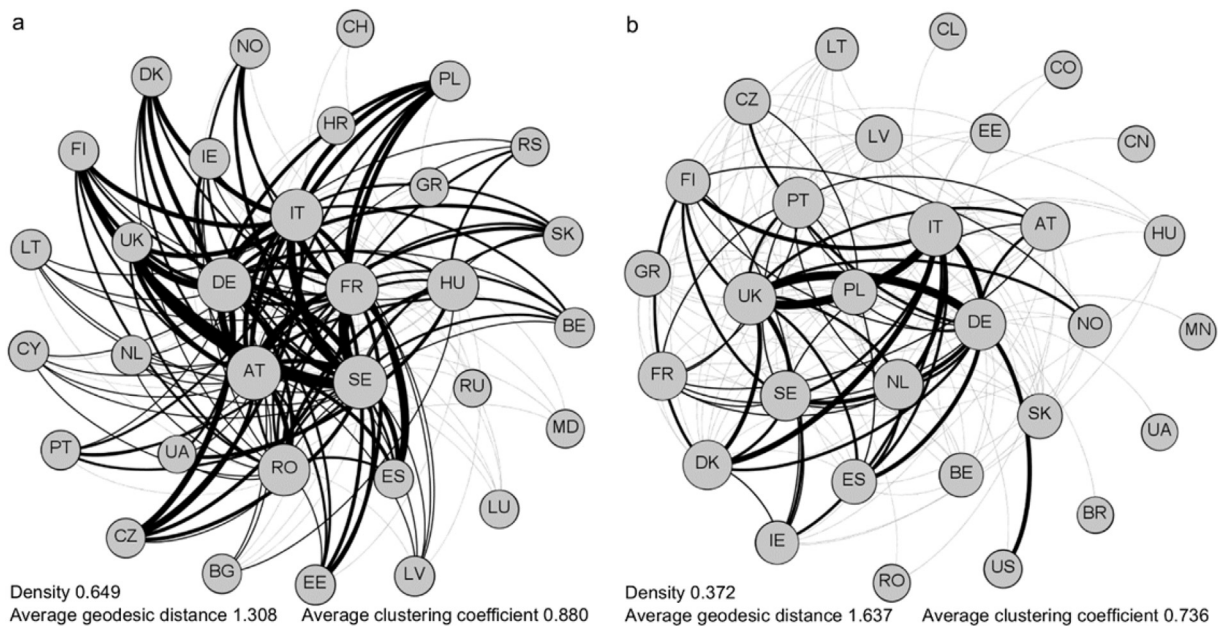 a
CH
NO
DK
PL
HR
RS
FI
IE
GR
IT
SK
UK
LT
DE
FR
HU
BE
CY
NL
AT
SE
RU
MD
PT
UA
RO
ES
LU
CZ
BG
EE
LV
Density 0.649
Average geodesic distance 1.308 Average clustering coefficient 0.880
b
CL
LT
CO
CZ
LV
EE
CN
FI
PT
IT
AT
HU
GR
UK
PL
DE
NO
MN
FR
SE
NL
SK
UA
DK
ES
BE
BR
IE
RO
US
Density 0.372
Average geodesic distance 1.637 Average clustering coefficient 0.736